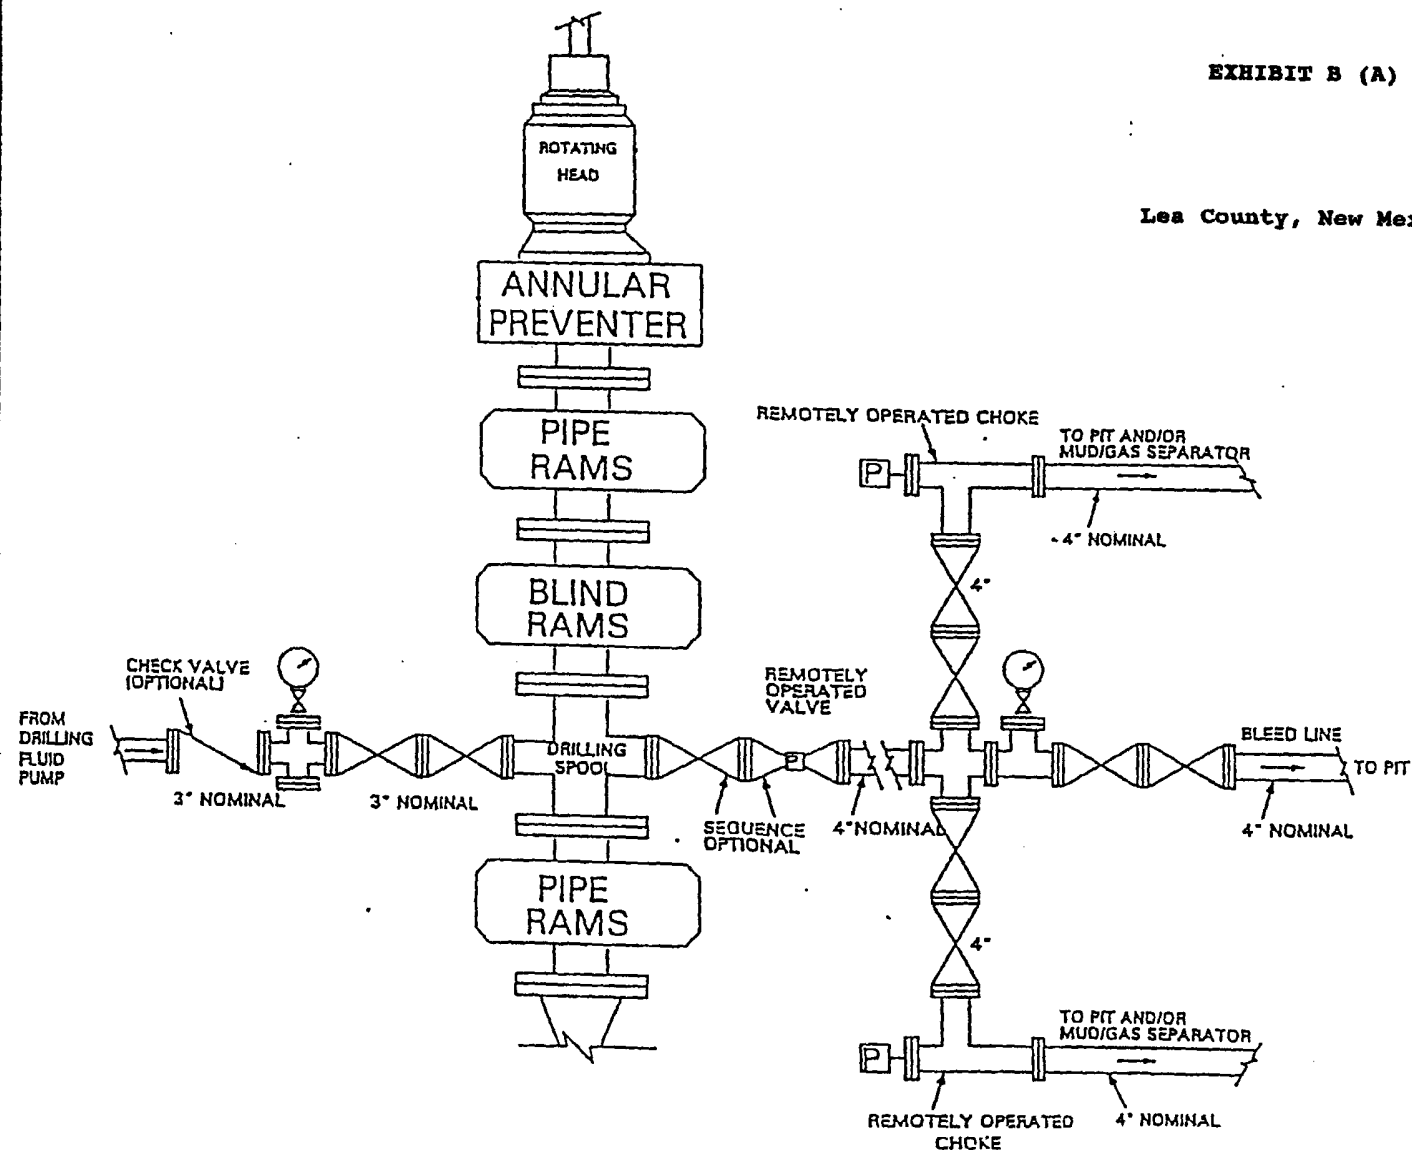 EXHIBIT B (A)
Lea County, New Mex
ROTATING
HEAD
ANNULAR
PREVENTER
PIPE
RAMS
BLIND
RAMS
REMOTELY OPERATED CHOKE
TO PIT AND/OR
MUD/GAS SEPARATOR
P
4" NOMINAL
4"
CHECK VALVE
(OPTIONAL)
FROM
DRILLING
FLUID
PUMP
3" NOMINAL
3" NOMINAL
DRILLING
SPOOL
REMOTELY
OPERATED
VALVE
P
SEQUENCE
OPTIONAL
4" NOMINAL
BLEED LINE
TO PIT
4" NOMINAL
PIPE
RAMS
4"
TO PIT AND/OR
MUD/GAS SEPARATOR
P
REMOTELY OPERATED
CHOKE
4" NOMINAL